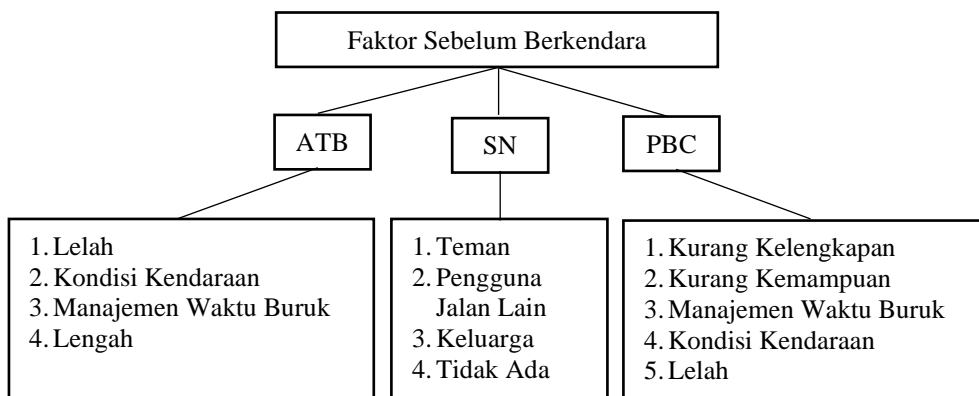 Faktor Sebelum Berkendara
ATB
SN
PBC
1. Lelah
2. Kondisi Kendaraan
3. Manajemen Waktu Buruk
4. Lengah
1. Teman
2. Pengguna
Jalan Lain
3. Keluarga
4. Tidak Ada
1. Kurang Kelengkapan
2. Kurang Kemampuan
3. Manajemen Waktu Buruk
4. Kondisi Kendaraan
5. Lelah